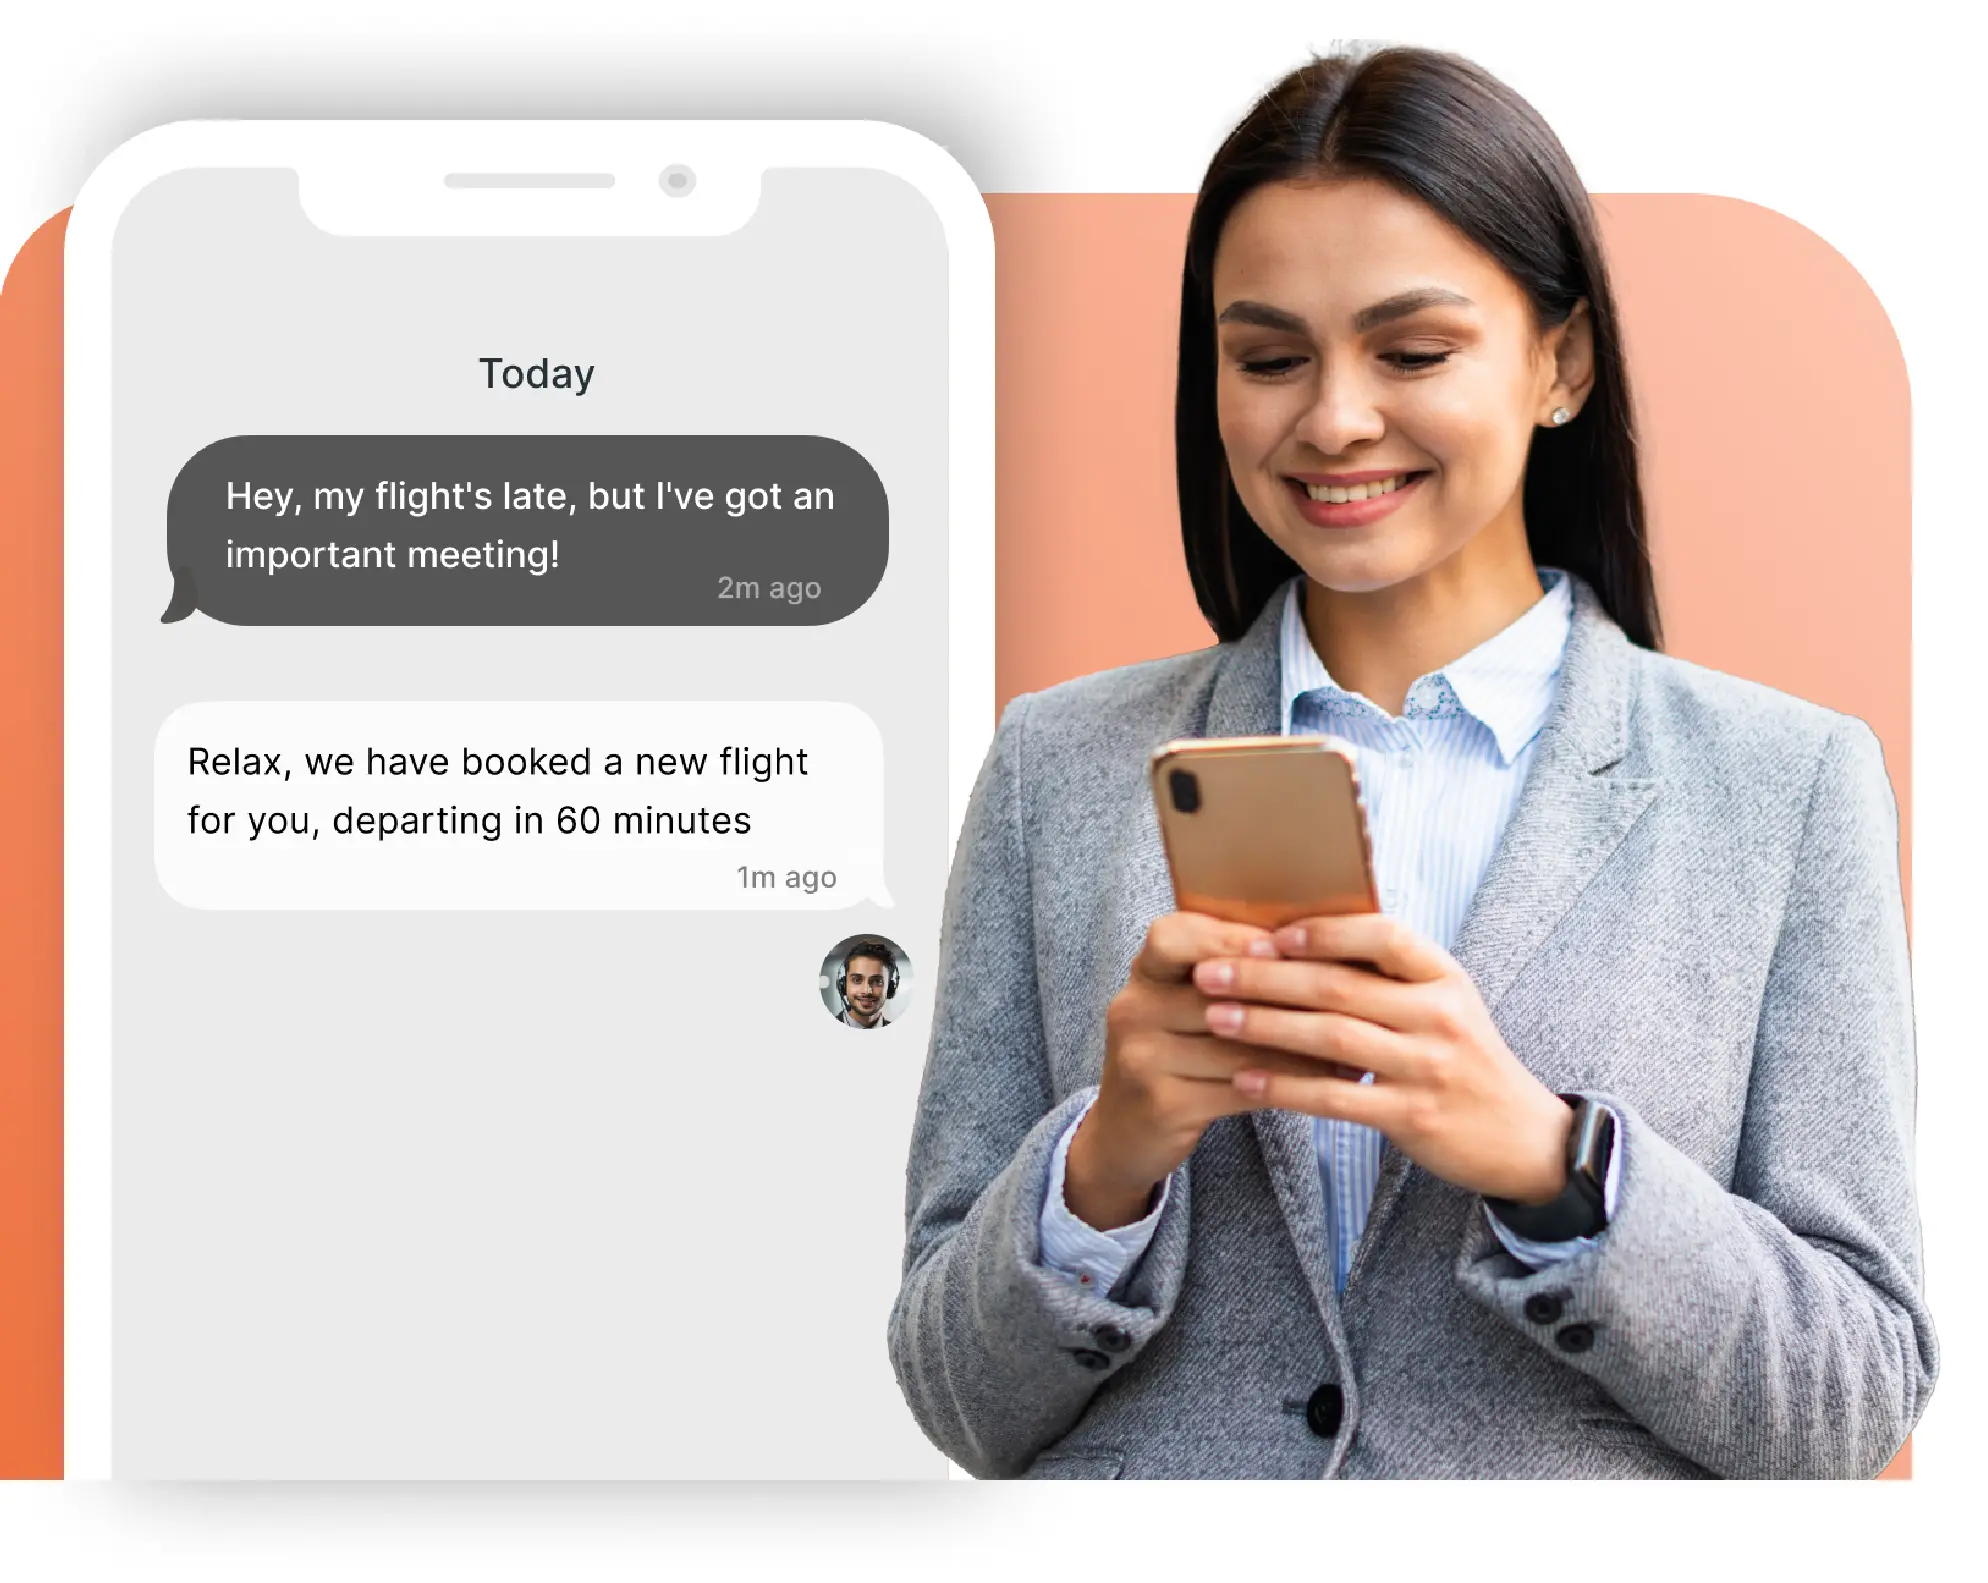 Today
Hey, my flight's late, but I've got an
important meeting!
2m ago
Relax, we have booked a new flight
for you, departing in 60 minutes
1m ago